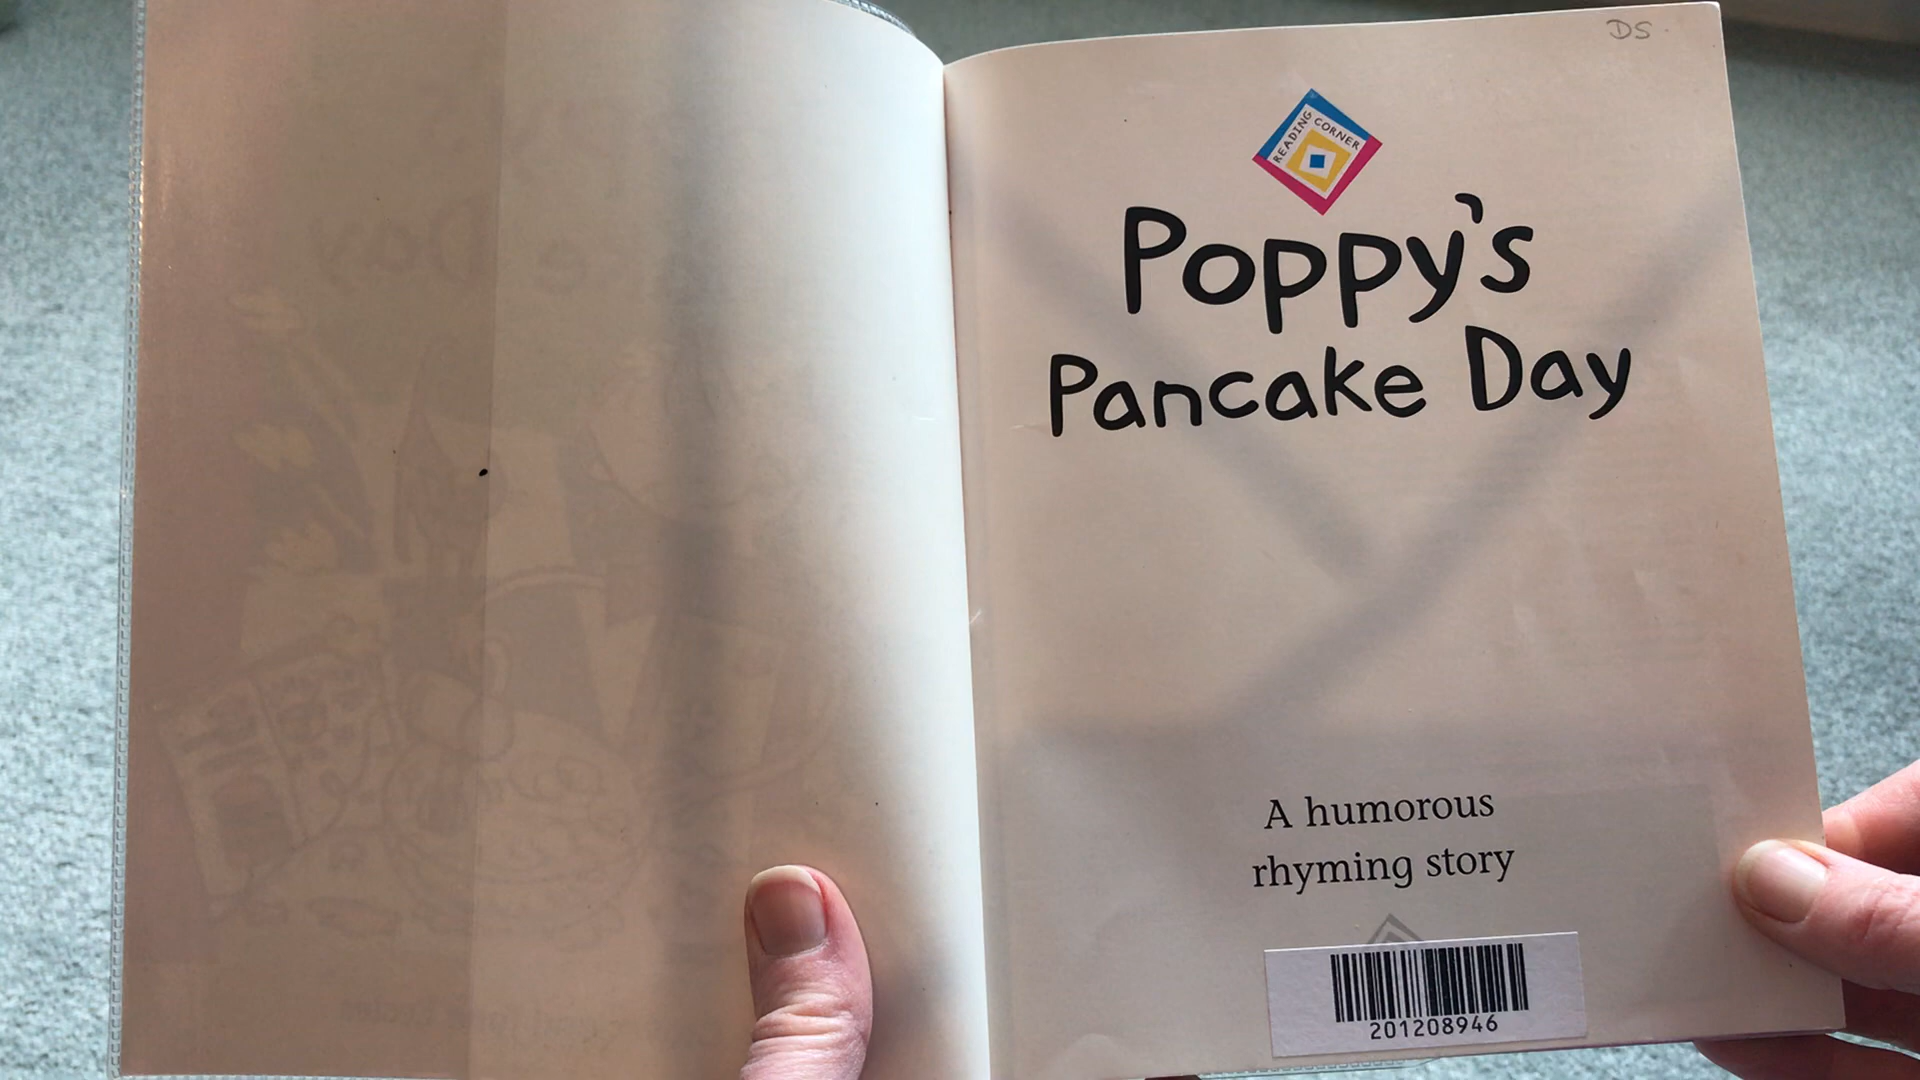 DS
READING CORNER
Poppy's
Pancake Day
A humorous
rhyming story
201208946